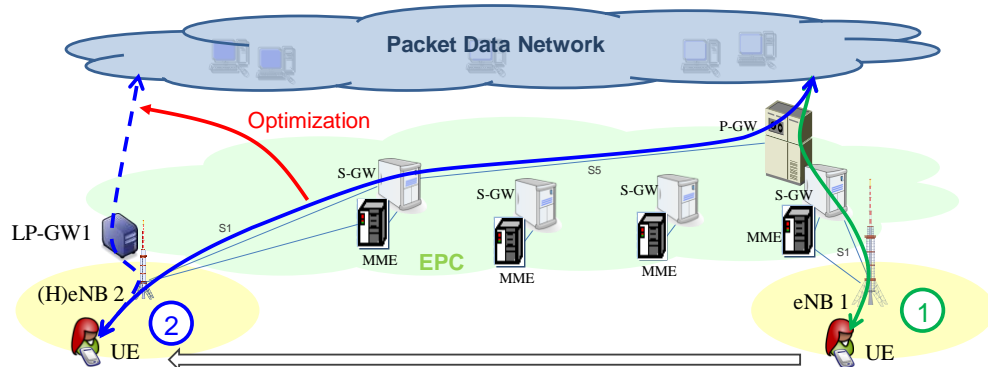 Packet Data Network
Optimization
P-GW
S-GW
S5
S-GW
S-GW
S-GW
LP-GW1
S1
MME
MME
MME
MME
S1
EPC
(H)eNB 2
eNB 1
2
1
UE
UE